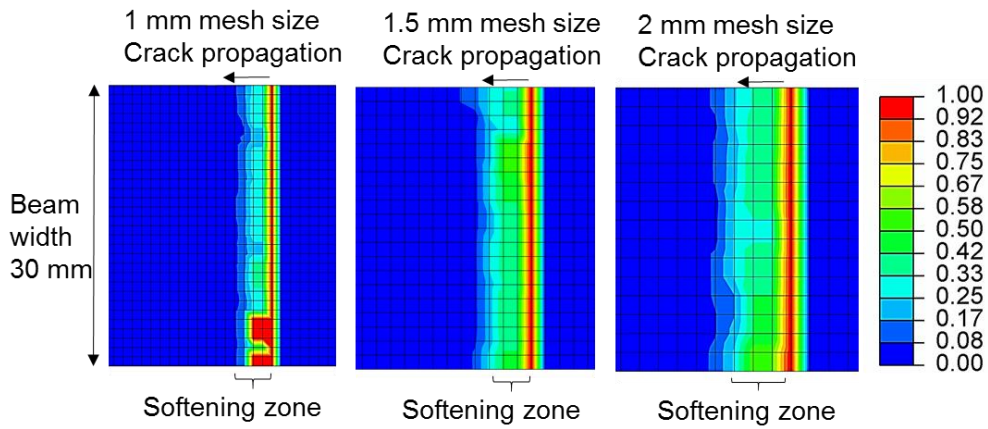 1 mm mesh size
Crack propagation
1.5 mm mesh size
Crack propagation
2 mm mesh size
Crack propagation
Beam
width
30 mm
1.00
0.92
0.83
0.75
0.67
0.58
0.50
0.42
0.33
0.25
0.17
0.08
0.00
Softening zone
Softening zone
Softening zone